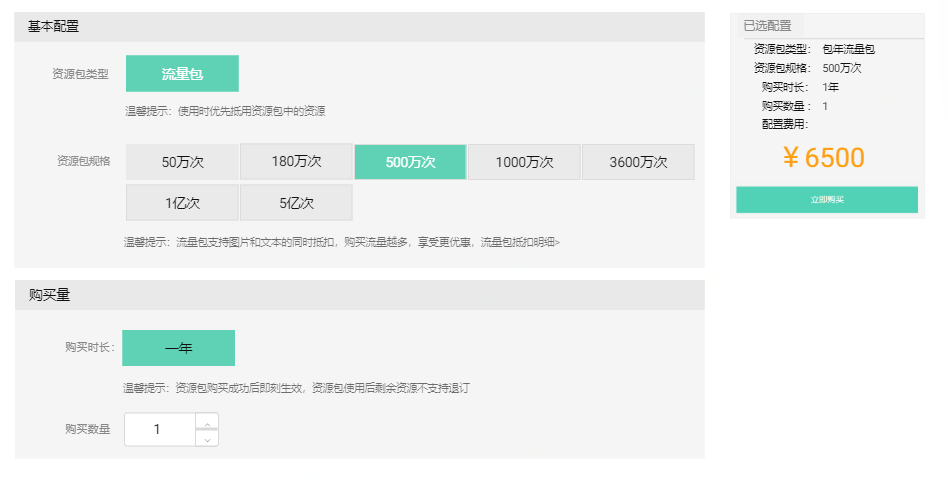 基本配置
资源包类型
流量包
温馨提示：使用时优先抵用资源包中的资源
资源包规格
50万次
180万次
500万次
1000万次
3600万次
1亿次
5亿次
温馨提示：流量包支持图片和文本的同时抵扣，购买流量越多，享受更优惠，流量包抵扣明细>
购买量
购买时长：
一年
温馨提示：资源包购买成功后即刻生效，资源包使用后剩余资源不支持退订
购买数量
1
已选配置
资源包类型： 包年流量包
资源包规格： 500万次
购买时长： 1年
购买数量： 1
配置费用：
￥6500
立即购买